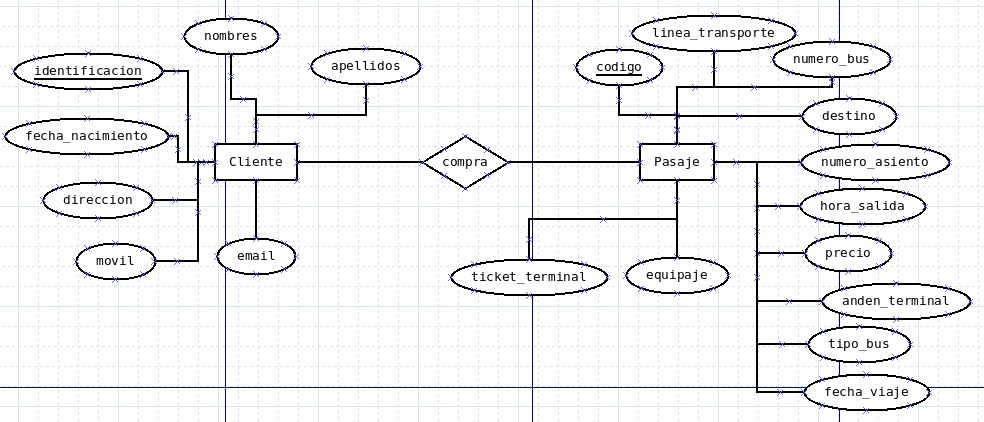 nombres
identificacion
apellidos
fecha_nacimiento
Cliente
direccion
movil
email
compra
linea_transporte
codigo
numero_bus
destino
Pasaje
numero_asiento
hora_salida
precio
ticket_terminal
equipaje
anden_terminal
tipo_bus
fecha_viaje